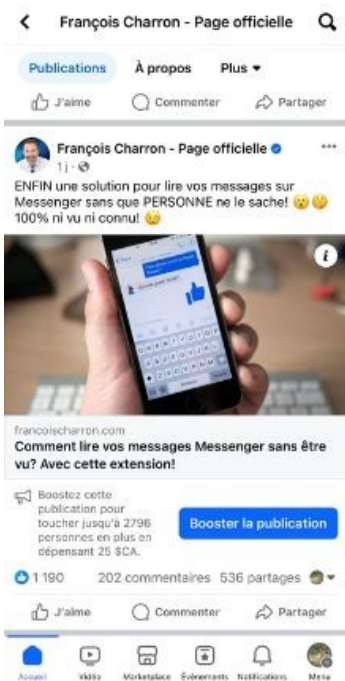 François Charron - Page officielle
Publications À propos Plus
J'aime Commenter Partager
François Charron - Page officielle
1 j
ENFIN une solution pour lire vos messages sur
Messenger sans que PERSONNE ne le sache! 😮🤫
100% ni vu ni connu! 😉
francoischarron.com
Comment lire vos messages Messenger sans être
vu? Avec cette extension!
Boostez cette
publication pour
toucher jusqu'à 2796
personnes en plus en
dépensant 25 $CA.
Booster la publication
1 190 202 commentaires 536 partages
J'aime Commenter Partager
Accueil Vidéo Marketplace Événements Notifications Menu